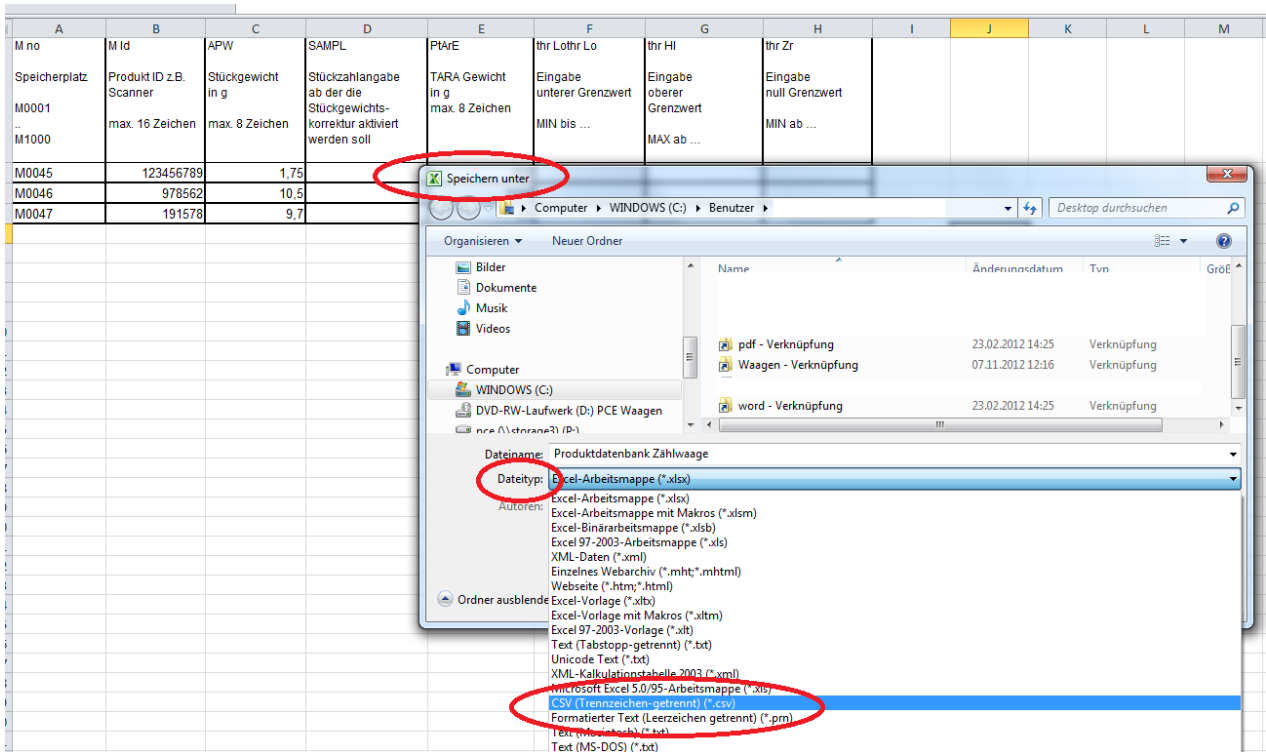 A B C D E F G H I J K L M
M no M Id APW SAMPL PtArE thr Lothr Lo thr HI thr Zr
Speicherplatz Produkt ID z.B. Stückgewicht Stückzahlangabe TARA Gewicht Eingabe Eingabe Eingabe
Scanner in g ab der die in g unterer Grenzwert oberer null Grenzwert
M0001 Stückgewichts- max. 8 Zeichen Grenzwert
.. max. 16 Zeichen max. 8 Zeichen korrektur aktiviert MIN bis ... MIN ab ...
M1000 werden soll MAX ab ...
M0045 123456789 1,75
M0046 978562 10,5
M0047 191578 9,7
Speichern unter
Computer WINDOWS (C:) Benutzer Desktop durchsuchen
Organisieren Neuer Ordner
Bilder
Dokumente
Musik
Videos
Computer
WINDOWS (C:)
DVD-RW-Laufwerk (D:) PCE Waagen
pce (\\storage3) (P:)
Name Änderungsdatum Typ Größ
pdf - Verknüpfung 23.02.2012 14:25 Verknüpfung
Waagen - Verknüpfung 07.11.2012 12:16 Verknüpfung
word - Verknüpfung 23.02.2012 14:25 Verknüpfung
Dateiname: Produktdatenbank Zählwaage
Dateityp: Excel-Arbeitsmappe (*.xlsx)
Autoren:
Ordner ausblende
Excel-Arbeitsmappe (*.xlsx)
Excel-Arbeitsmappe mit Makros (*.xlsm)
Excel-Binärarbeitsmappe (*.xlsb)
Excel 97-2003-Arbeitsmappe (*.xls)
XML-Daten (*.xml)
Einzelnes Webarchiv (*.mht;*.mhtml)
Webseite (*.htm;*.html)
Excel-Vorlage (*.xltx)
Excel-Vorlage mit Makros (*.xltm)
Excel 97-2003-Vorlage (*.xlt)
Text (Tabstopp-getrennt) (*.txt)
Unicode Text (*.txt)
XML-Kalkulationstabelle 2003 (*.xml)
Microsoft Excel 5.0/95-Arbeitsmappe (*.xls)
CSV (Trennzeichen-getrennt) (*.csv)
Formatierter Text (Leerzeichen getrennt) (*.prn)
Text (Macintosh) (*.txt)
Text (MS-DOS) (*.txt)